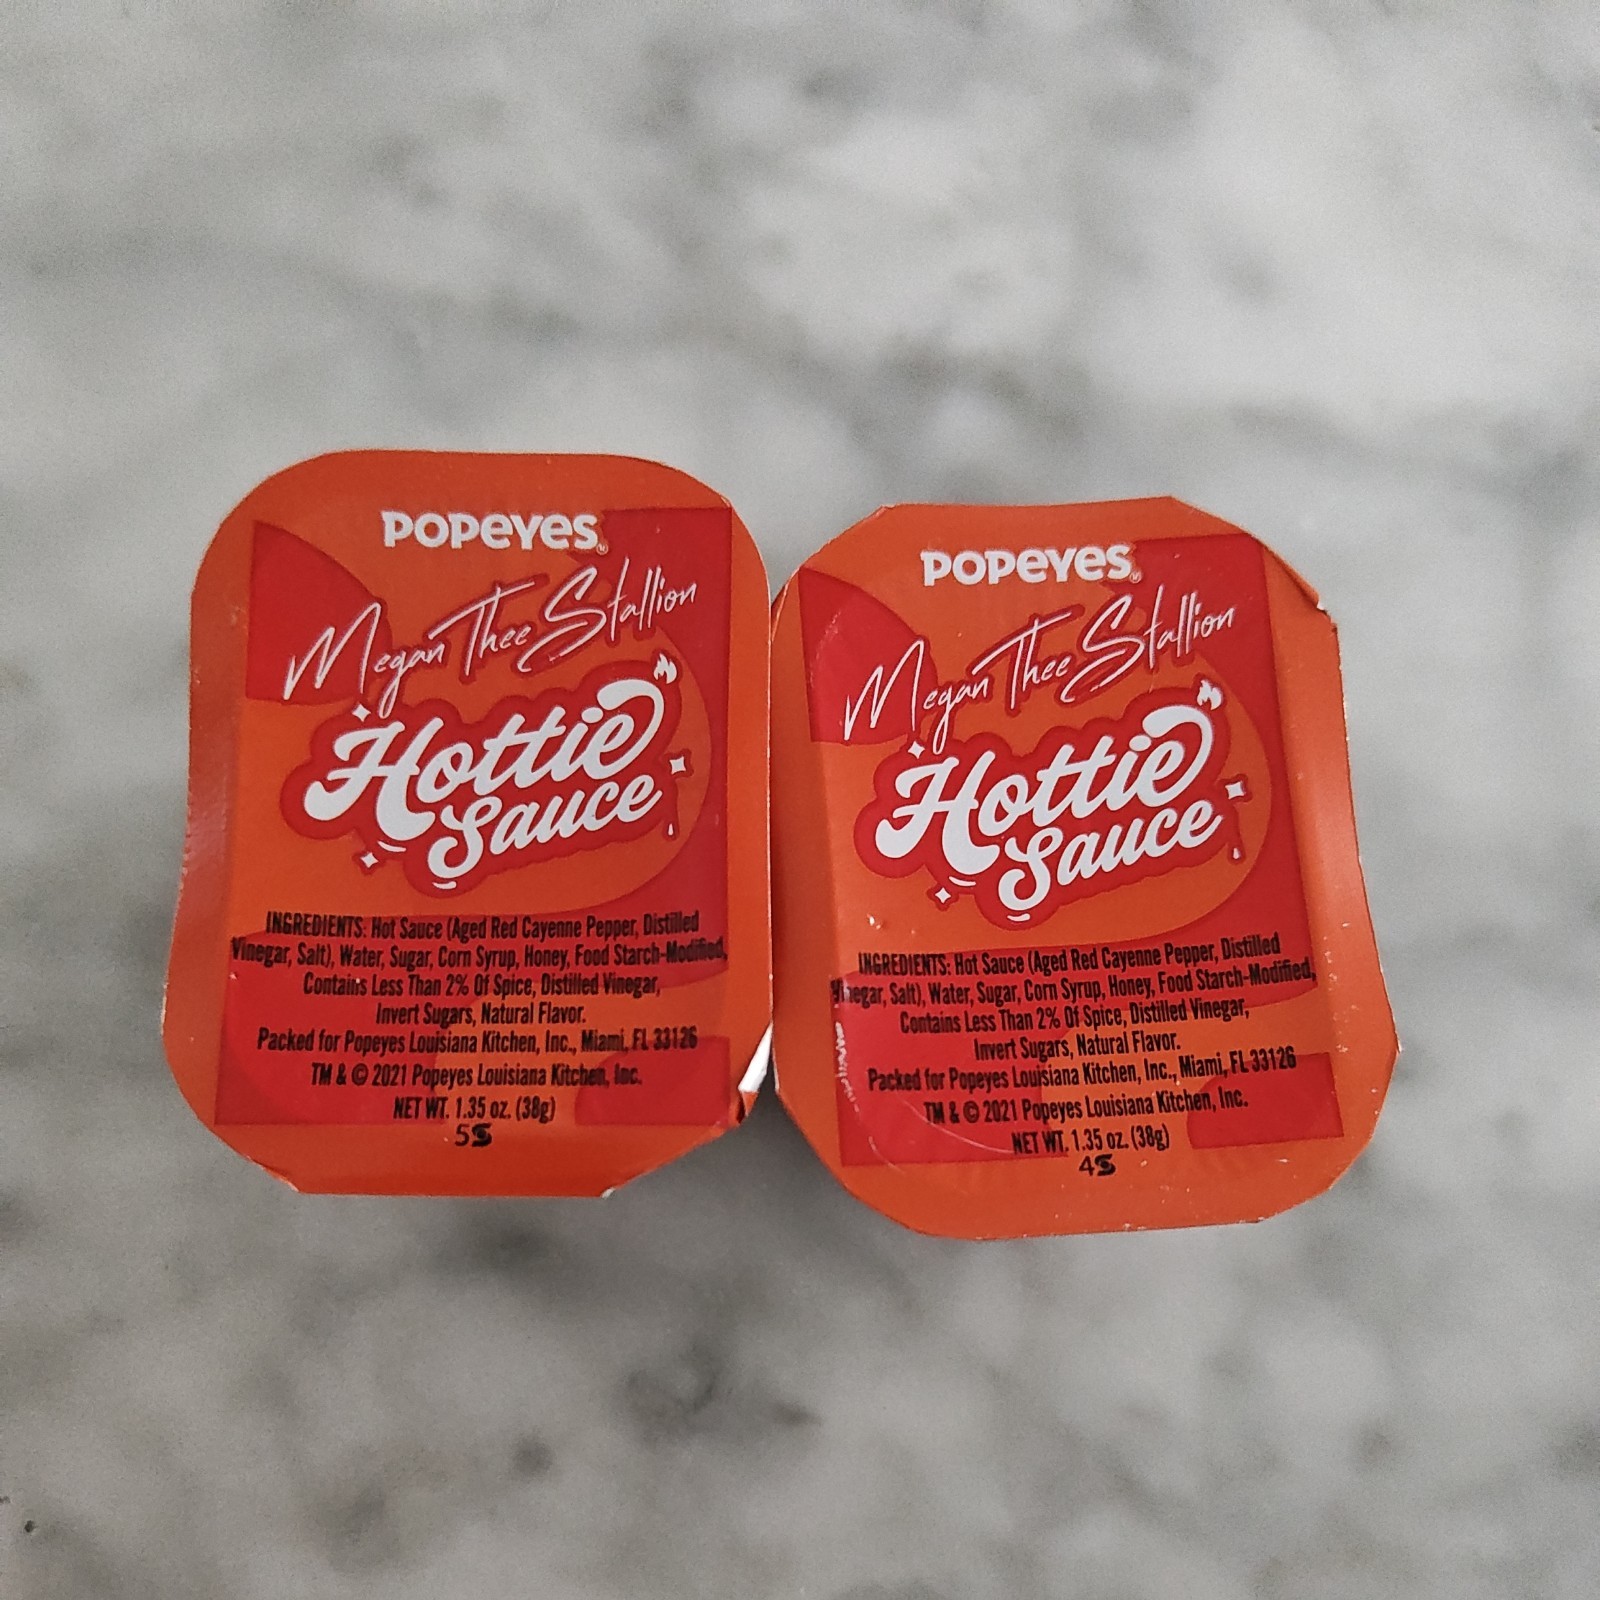 POPEYES
Megan Thee Stallion
Hottie
Sauce
INGREDIENTS: Hot Sauce (Aged Red Cayenne Pepper, Distilled
Vinegar, Salt), Water, Sugar, Corn Syrup, Honey, Food Starch-Modified,
Contains Less Than 2% Of Spice, Distilled Vinegar,
Invert Sugars, Natural Flavor.
Packed for Popeyes Louisiana Kitchen, Inc., Miami, FL 33126
TM & © 2021 Popeyes Louisiana Kitchen, Inc.
NET WT. 1.35 oz. (38g)
5S
POPEYES
Megan Thee Stallion
Hottie
Sauce
INGREDIENTS: Hot Sauce (Aged Red Cayenne Pepper, Distilled
Vinegar, Salt), Water, Sugar, Corn Syrup, Honey, Food Starch-Modified,
Contains Less Than 2% Of Spice, Distilled Vinegar,
Invert Sugars, Natural Flavor.
Packed for Popeyes Louisiana Kitchen, Inc., Miami, FL 33126
TM & © 2021 Popeyes Louisiana Kitchen, Inc.
NET WT. 1.35 oz. (38g)
4S